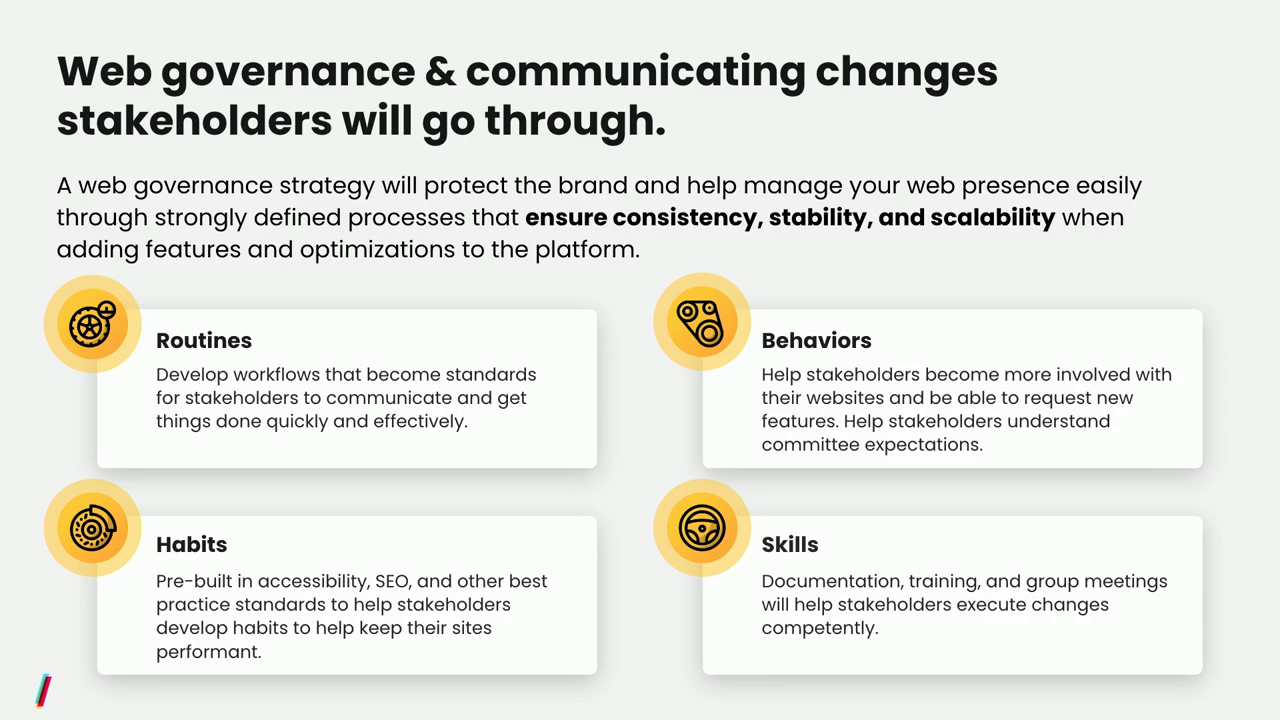 Web governance & communicating changes
stakeholders will go through.
A web governance strategy will protect the brand and help manage your web presence easily
through strongly defined processes that ensure consistency, stability, and scalability when
adding features and optimizations to the platform.
Routines
Develop workflows that become standards
for stakeholders to communicate and get
things done quickly and effectively.
Behaviors
Help stakeholders become more involved with
their websites and be able to request new
features. Help stakeholders understand
committee expectations.
Habits
Pre-built in accessibility, SEO, and other best
practice standards to help stakeholders
develop habits to help keep their sites
performant.
Skills
Documentation, training, and group meetings
will help stakeholders execute changes
competently.